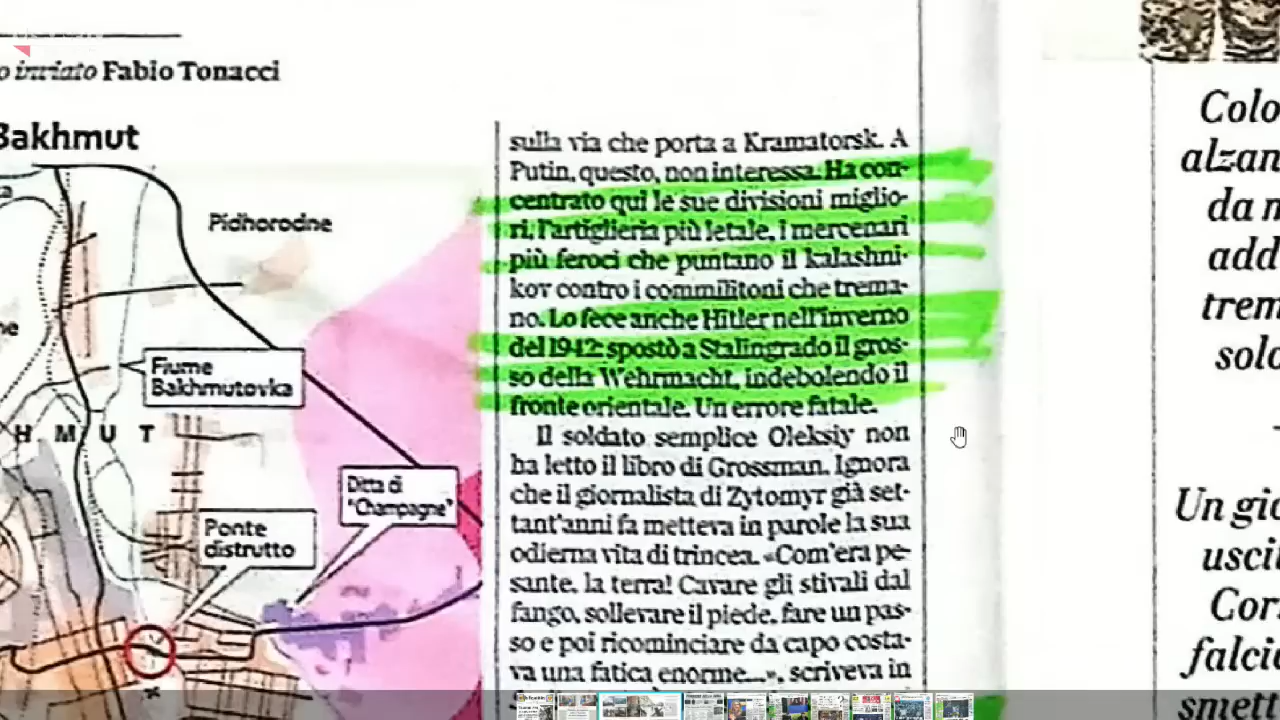 inviato Fabio Tonacci
Bakhmut
Pidhorodne
Fiume
Bakhmutovka
H M U T
Ditta di
"Champagne"
Ponte
distrutto
sulla via che porta a Kramatorsk. A
Putin, questo, non interessa. Ha con-
centrato qui le sue divisioni miglio-
ri, l'artiglieria più letale, i mercenari
più feroci che puntano il kalashni-
kov contro i commilitoni che trema-
no. Lo fece anche Hitler nell'inverno
del 1942: spostò a Stalingrado il gros-
so della Wehrmacht, indebolendo il
fronte orientale. Un errore fatale.
Il soldato semplice Oleksiy non
ha letto il libro di Grossman. Ignora
che il giornalista di Zytomyr già set-
tant'anni fa metteva in parole la sua
odierna vita di trincea. «Com'era pe-
sante, la terra! Cavare gli stivali dal
fango, sollevare il piede, fare un pas-
so e poi ricominciare da capo costa-
va una fatica enorme...», scriveva in
Colo
alzan
da m
add
trem
solo
Un gio
uscii
Cor
falcia
smett